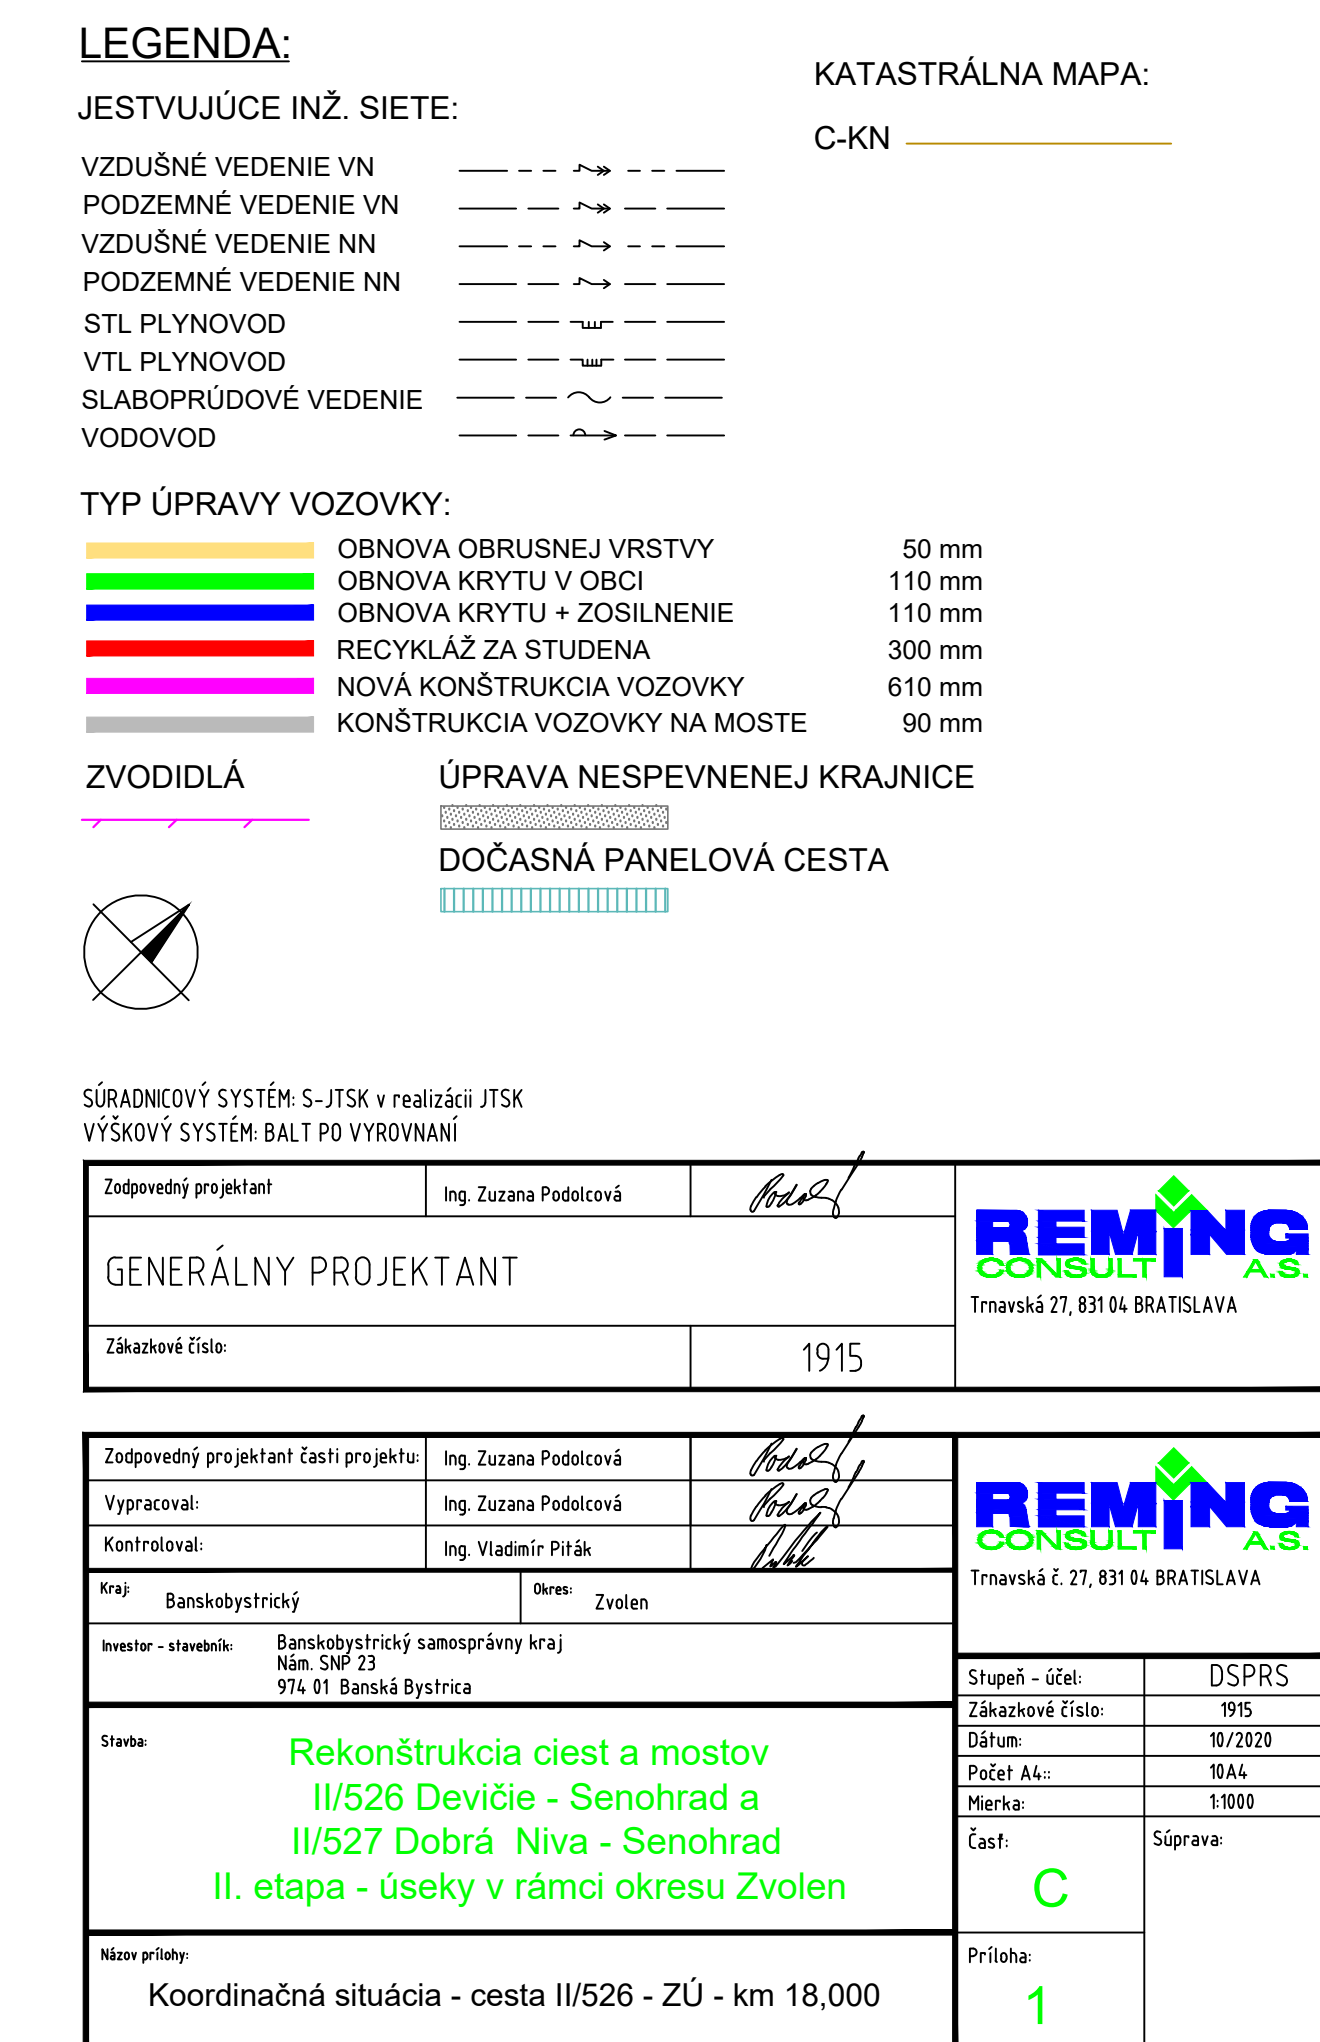 LEGENDA:
KATASTRÁLNA MAPA:
C-KN
JESTVUJÚCE INŽ. SIETE:
VZDUŠNÉ VEDENIE VN
PODZEMNÉ VEDENIE VN
VZDUŠNÉ VEDENIE NN
PODZEMNÉ VEDENIE NN
STL PLYNOVOD
VTL PLYNOVOD
SLABOPRÚDOVÉ VEDENIE
VODOVOD
TYP ÚPRAVY VOZOVKY:
OBNOVA OBRUSNEJ VRSTVY 50 mm
OBNOVA KRYTU V OBCI 110 mm
OBNOVA KRYTU + ZOSILNENIE 110 mm
RECYKLÁŽ ZA STUDENA 300 mm
NOVÁ KONŠTRUKCIA VOZOVKY 610 mm
KONŠTRUKCIA VOZOVKY NA MOSTE 90 mm
ZVODIDLÁ
ÚPRAVA NESPEVNENEJ KRAJNICE
DOČASNÁ PANELOVÁ CESTA
SÚRADNICOVÝ SYSTÉM: S-JTSK v realizácii JTSK
VÝŠKOVÝ SYSTÉM: BALT PO VYROVNANÍ
Zodpovedný projektant Ing. Zuzana Podolcová
GENERÁLNY PROJEKTANT
Zákazkové číslo: 1915
REMING
CONSULT A.S.
Trnavská 27, 831 04 BRATISLAVA
Zodpovedný projektant časti projektu: Ing. Zuzana Podolcová
Vypracoval: Ing. Zuzana Podolcová
Kontroloval: Ing. Vladimír Piták
Kraj: Banskobystrický Okres: Zvolen
Investor - stavebník: Banskobystrický samosprávny kraj
Nám. SNP 23
974 01 Banská Bystrica
REMING
CONSULT A.S.
Trnavská č. 27, 831 04 BRATISLAVA
Stupeň - účel: DSPRS
Zákazkové číslo: 1915
Dátum: 10/2020
Počet A4:: 10A4
Mierka: 1:1000
Stavba:
Rekonštrukcia ciest a mostov
II/526 Devičie - Senohrad a
II/527 Dobrá Niva - Senohrad
II. etapa - úseky v rámci okresu Zvolen
Časť: Súprava:
C
Názov prílohy:
Koordinačná situácia - cesta II/526 - ZÚ - km 18,000
Príloha:
1